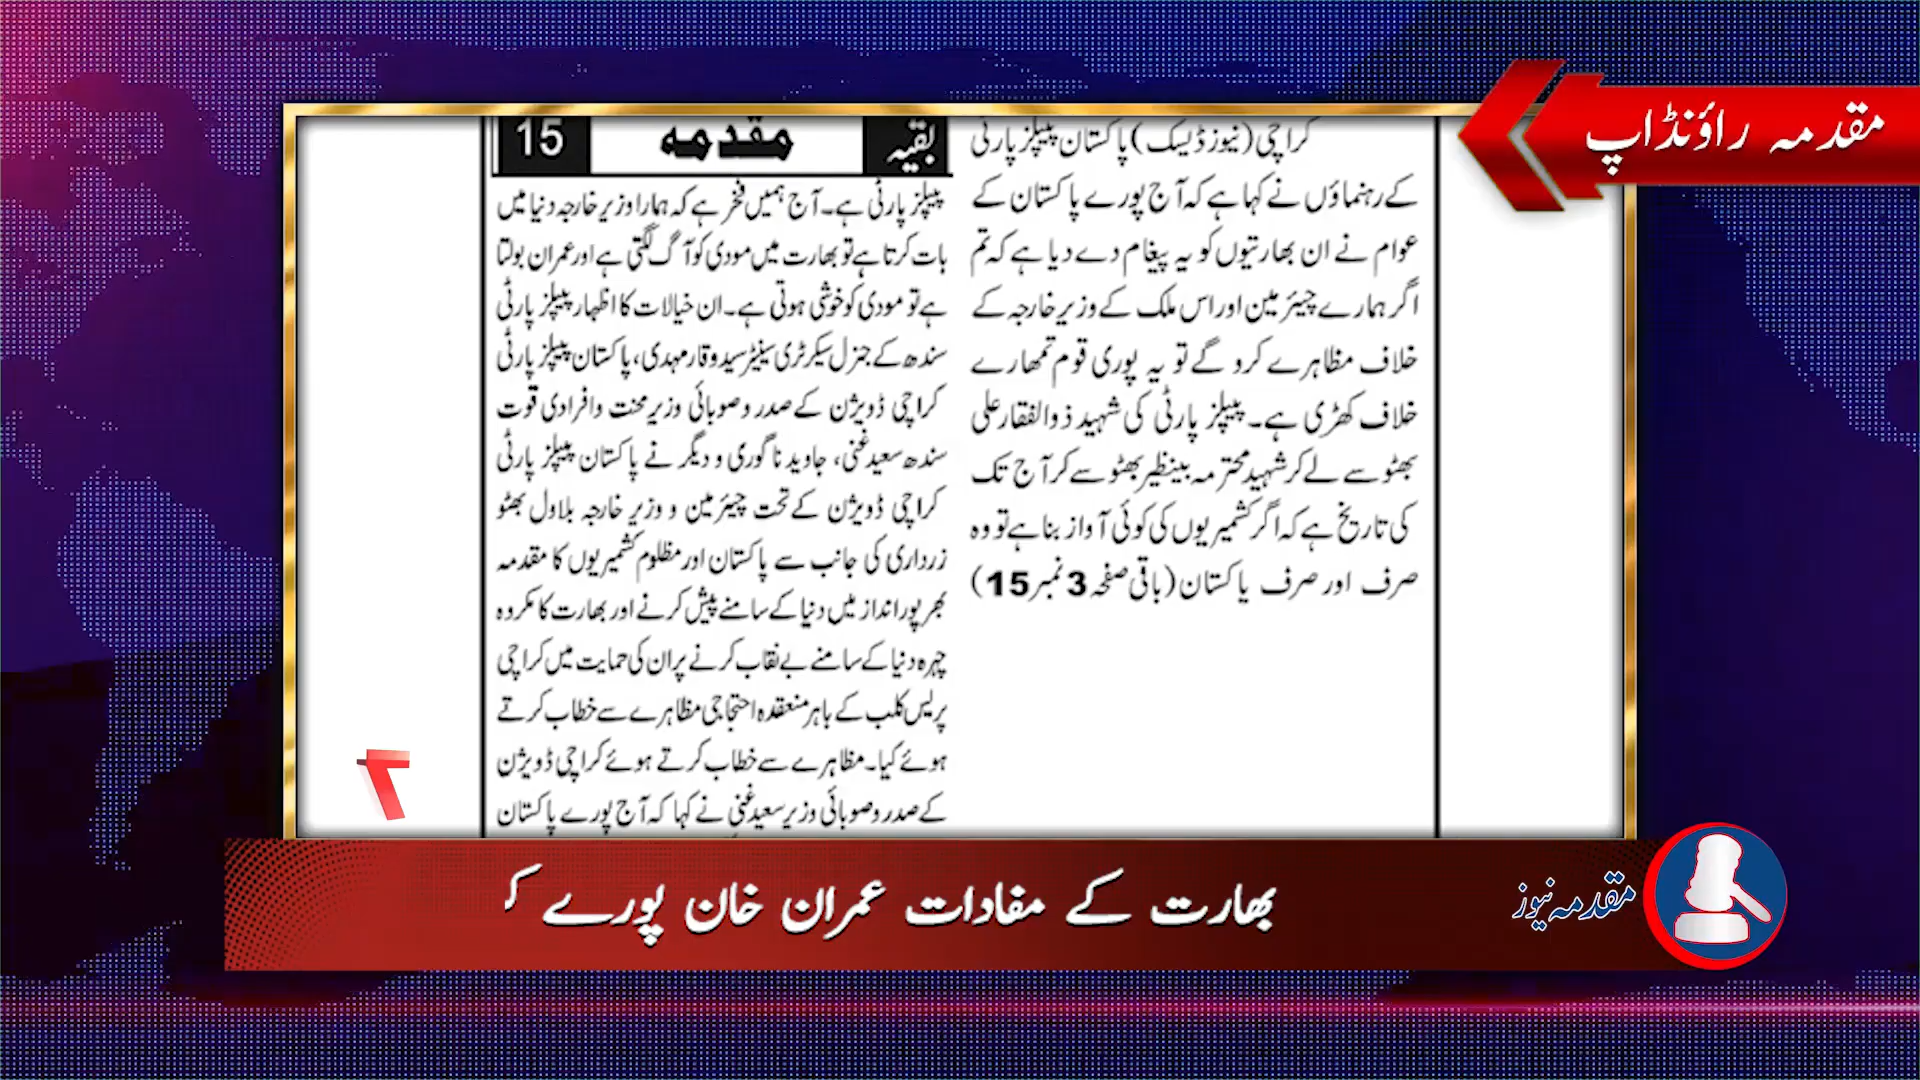 مقدمہ راؤنڈاپ
کراچی (نیوز ڈیسک) پاکستان پیپلز پارٹی
کے رہنماؤں نے کہا ہے کہ آج پورے پاکستان کے
عوام نے ان بھارتیوں کو یہ پیغام دے دیا ہے کہ تم
اگر ہمارے چیئرمین اور اس ملک کے وزیر خارجہ کے
خلاف مظاہرے کرو گے تو یہ پوری قوم تمھارے
خلاف کھڑی ہے۔ پیپلز پارٹی کی شہید ذوالفقار علی
بھٹو سے لے کر شہید محترمہ بینظیر بھٹو سے کر آج تک
کی تاریخ ہے کہ اگر کشمیریوں کی کوئی آواز بنا ہے تو وہ
صرف اور صرف پاکستان (باقی صفحہ 3 نمبر 15)
بقیہ مقدمہ 15
پیپلز پارٹی ہے۔ آج ہمیں فخر ہے کہ ہمارا وزیر خارجہ دنیا میں
بات کرتا ہے تو بھارت میں مودی کو آگ لگتی ہے اور عمران بولتا
ہے تو مودی کو خوشی ہوتی ہے۔ ان خیالات کا اظہار پیپلز پارٹی
سندھ کے جنرل سیکرٹری سینٹر سید وقار مہدی، پاکستان پیپلز پارٹی
کراچی ڈویژن کے صدر و صوبائی وزیر محنت و افرادی قوت
سندھ سعید غنی، جاوید ناگوری و دیگر نے پاکستان پیپلز پارٹی
کراچی ڈویژن کے تحت چیئرمین و وزیر خارجہ بلاول بھٹو
زرداری کی جانب سے پاکستان اور مظلوم کشمیریوں کا مقدمہ
بھرپور انداز میں دنیا کے سامنے پیش کرنے اور بھارت کا مکروہ
چہرہ دنیا کے سامنے بے نقاب کرنے پر ان کی حمایت میں کراچی
پریس کلب کے باہر منعقدہ احتجاجی مظاہرے سے خطاب کرتے
ہوئے کیا۔ مظاہرے سے خطاب کرتے ہوئے کراچی ڈویژن
کے صدر و صوبائی وزیر سعید غنی نے کہا کہ آج پورے پاکستان
بھارت کے مفادات عمران خان پورے ک
مقدمہ نیوز